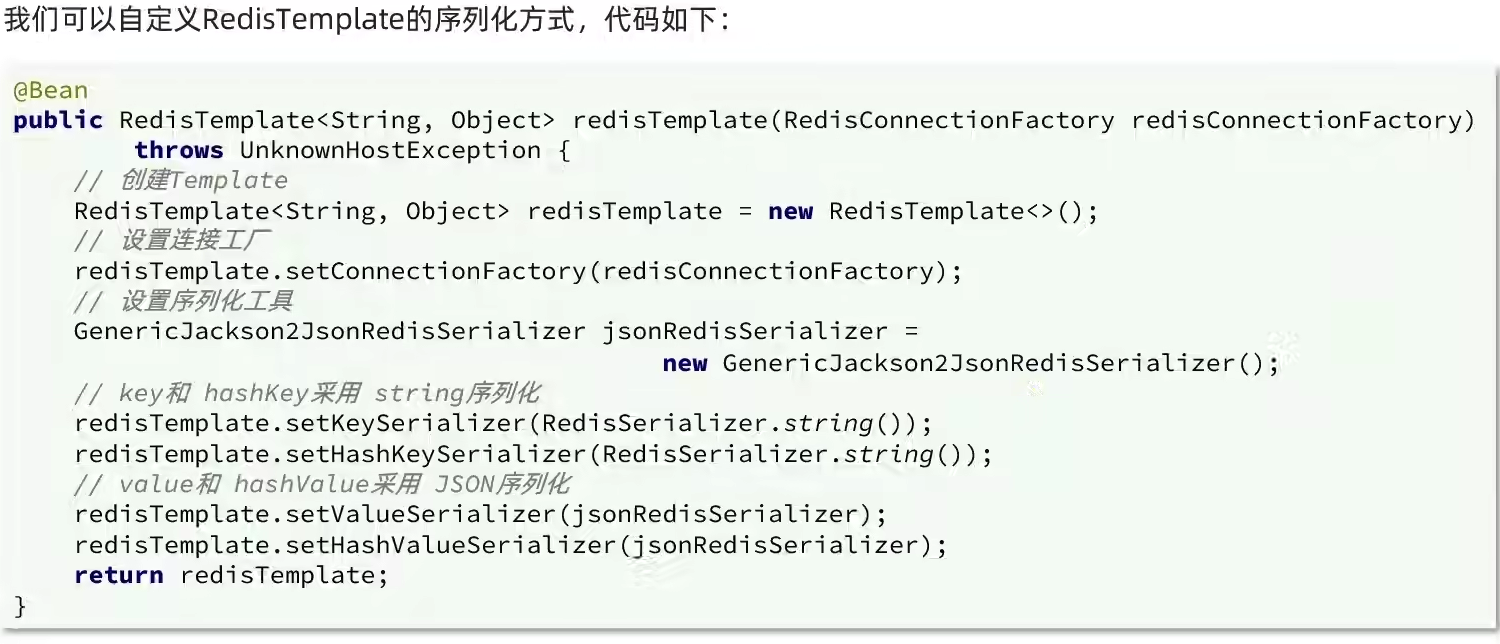 我们可以自定义RedisTemplate的序列化方式，代码如下：
@Bean
public RedisTemplate<String, Object> redisTemplate(RedisConnectionFactory redisConnectionFactory)
        throws UnknownHostException {
    // 创建Template
    RedisTemplate<String, Object> redisTemplate = new RedisTemplate<>();
    // 设置连接工厂
    redisTemplate.setConnectionFactory(redisConnectionFactory);
    // 设置序列化工具
    GenericJackson2JsonRedisSerializer jsonRedisSerializer =
                                           new GenericJackson2JsonRedisSerializer();
    // key和 hashKey采用 string序列化
    redisTemplate.setKeySerializer(RedisSerializer.string());
    redisTemplate.setHashKeySerializer(RedisSerializer.string());
    // value和 hashValue采用 JSON序列化
    redisTemplate.setValueSerializer(jsonRedisSerializer);
    redisTemplate.setHashValueSerializer(jsonRedisSerializer);
    return redisTemplate;
}